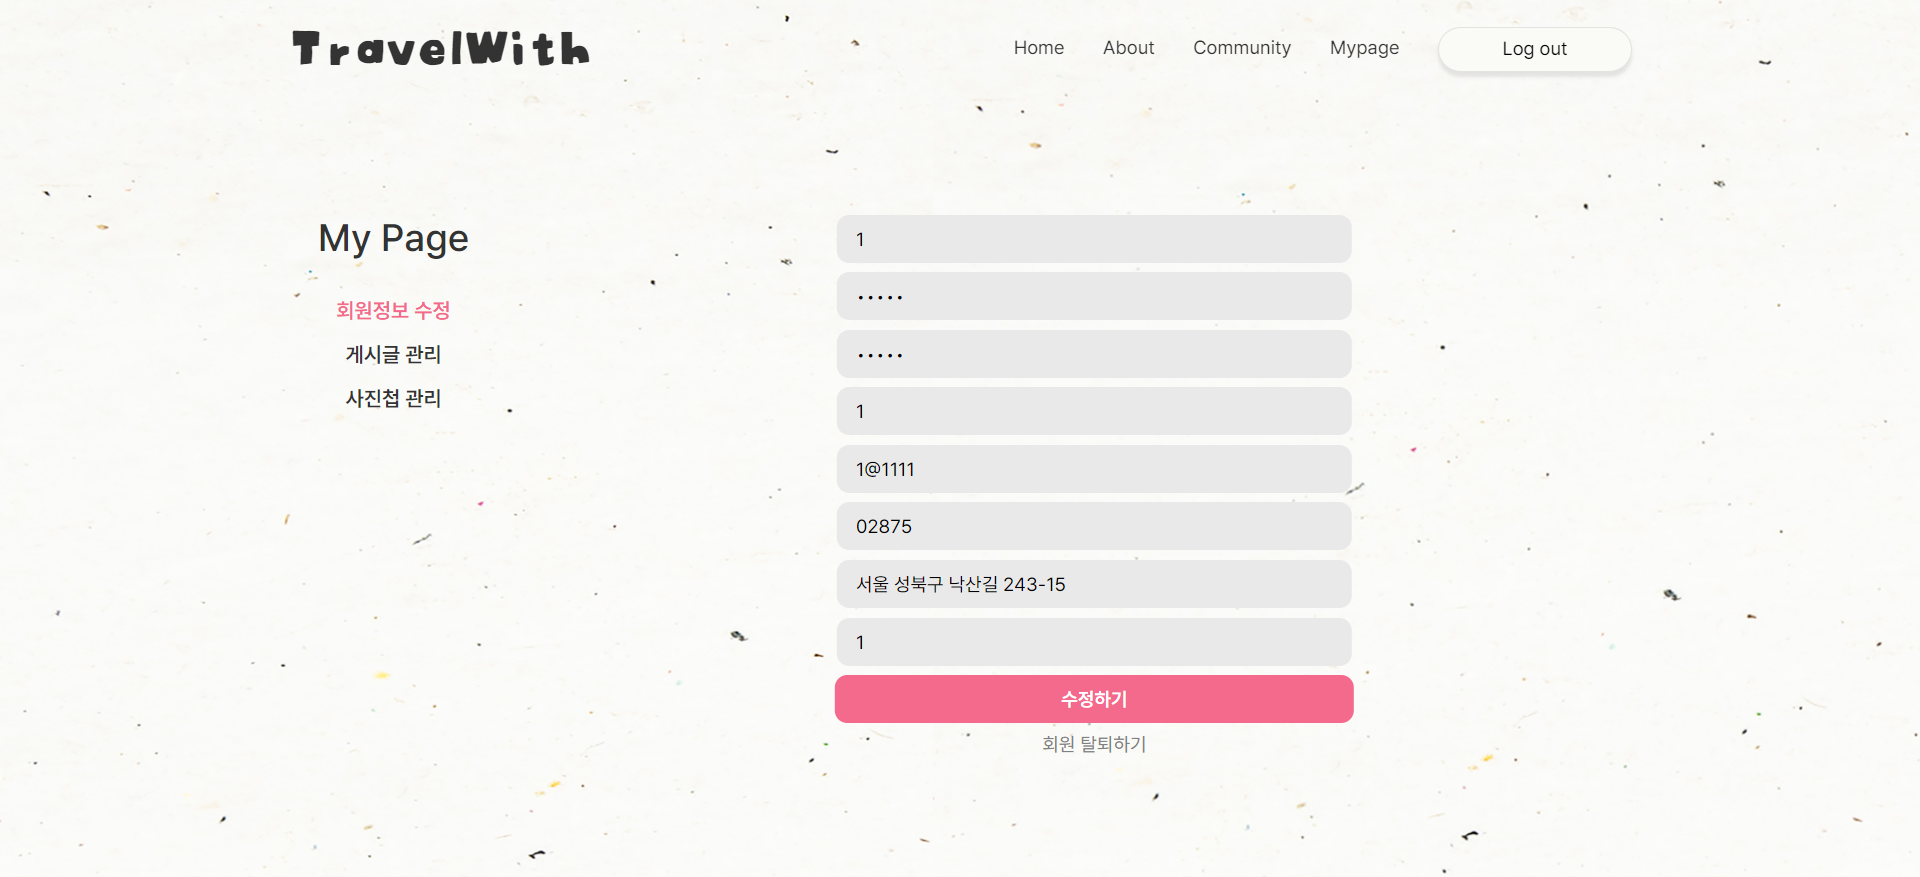 TravelWith
Home About Community Mypage Log out
My Page
회원정보 수정
게시글 관리
사진첩 관리
1
•••••
•••••
1
1@1111
02875
서울 성북구 낙산길 243-15
1
수정하기
회원 탈퇴하기